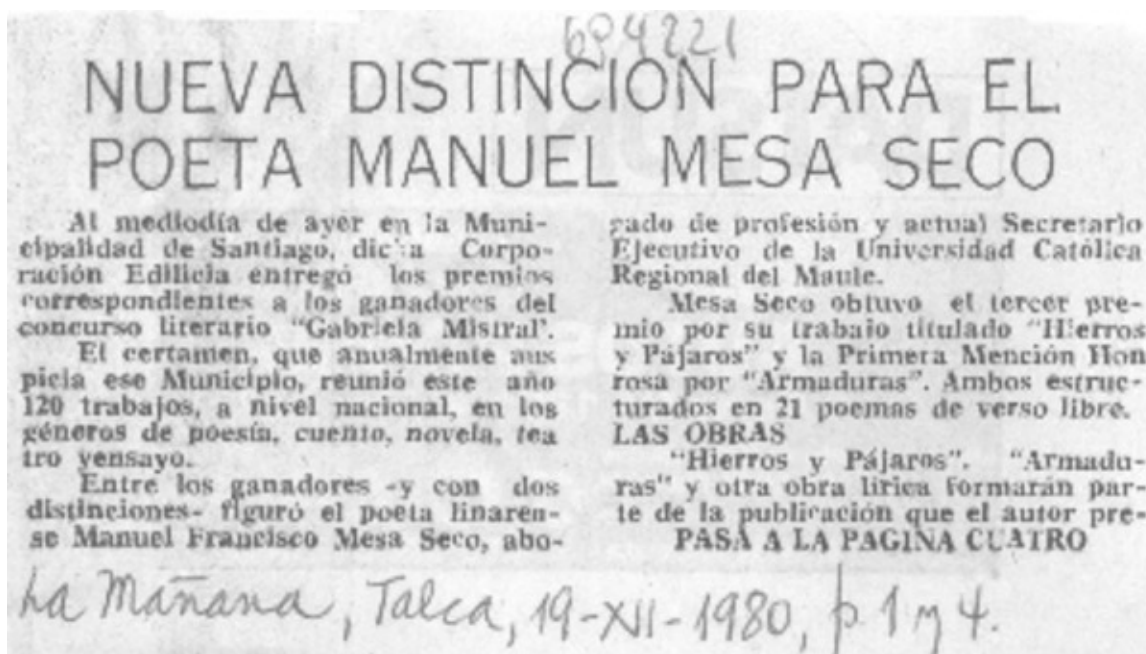 684221
NUEVA DISTINCION PARA EL
POETA MANUEL MESA SECO
Al mediodía de ayer en la Muni-
cipalidad de Santiago, dicha Corpo-
ración Edilicia entregó los premios
correspondientes a los ganadores del
concurso literario "Gabriela Mistral'.
El certamen, que anualmente aus
picia ese Municipio, reunió este año
120 trabajos, a nivel nacional, en los
géneros de poesía, cuento, novela, tea
tro yensayo.
Entre los ganadores -y con dos
distinciones- figuró el poeta linaren-
se Manuel Francisco Mesa Seco, abo-
gado de profesión y actual Secretario
Ejecutivo de la Universidad Católica
Regional del Maule.
Mesa Seco obtuvo el tercer pre-
mio por su trabajo titulado "Hierros
y Pájaros" y la Primera Mención Hon
rosa por "Armaduras". Ambos estruc-
turados en 21 poemas de verso libre.
LAS OBRAS
"Hierros y Pájaros". "Armadu-
ras" y otra obra lírica formarán par-
te de la publicación que el autor pre-
PASA A LA PAGINA CUATRO
La Mañana, Talca, 19-XII-1980, p. 1 y 4.